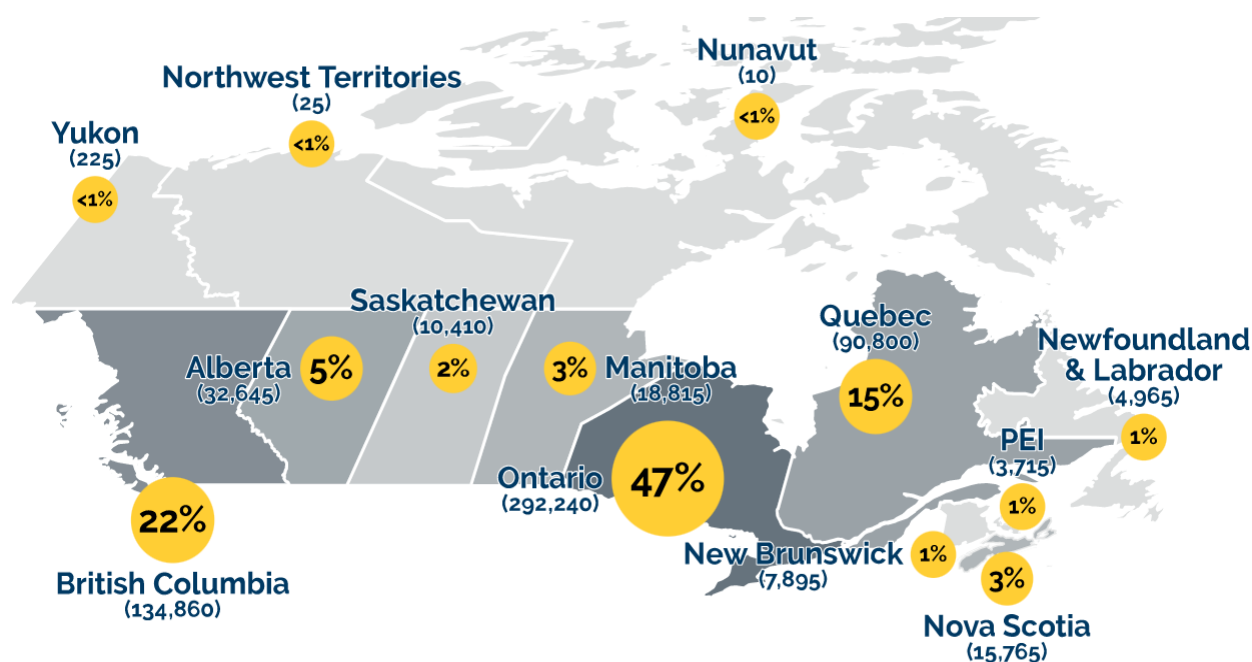 Nunavut
(10)
<1%
Northwest Territories
(25)
<1%
Yukon
(225)
<1%
Saskatchewan
(10,410)
2%
Quebec
(90,800)
15%
Newfoundland
& Labrador
(4,965)
1%
Alberta
(32,645)
5%
3%
Manitoba
(18,815)
PEI
(3,715)
1%
Ontario
(292,240)
47%
22%
British Columbia
(134,860)
New Brunswick
(7,895)
1%
3%
Nova Scotia
(15,765)